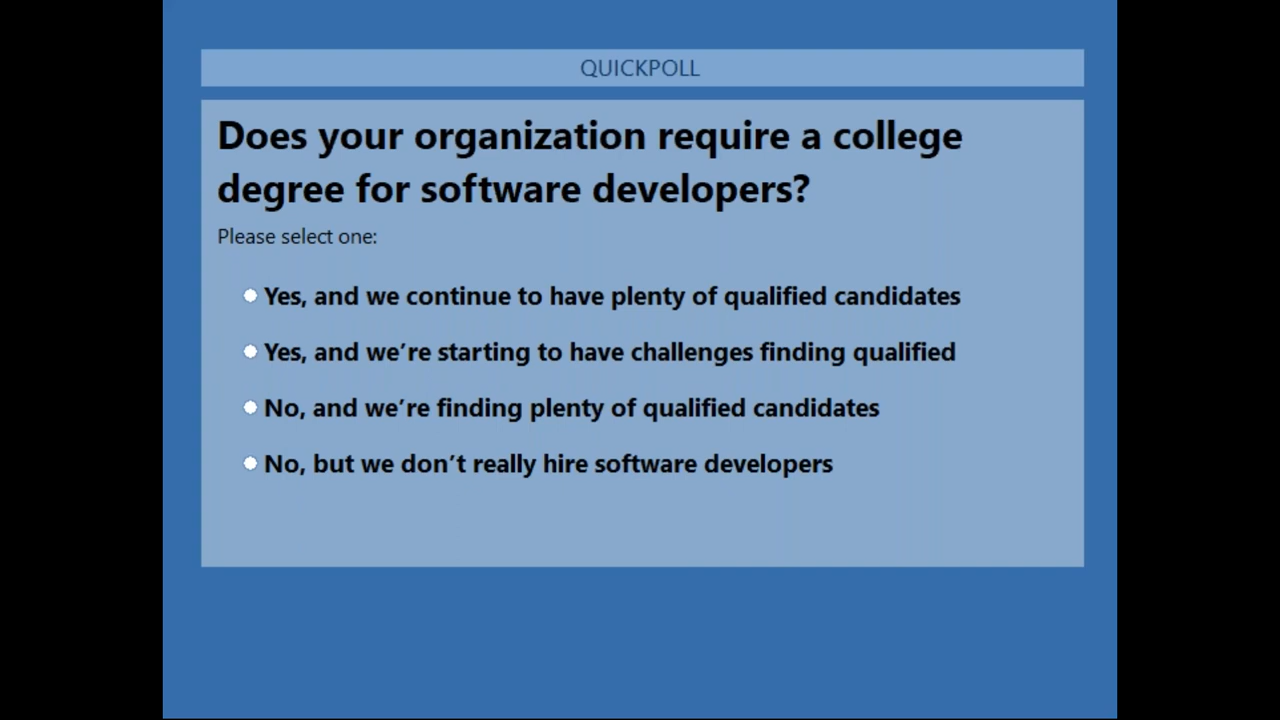 QUICKPOLL
Does your organization require a college
degree for software developers?
Please select one:
Yes, and we continue to have plenty of qualified candidates
Yes, and we’re starting to have challenges finding qualified
No, and we’re finding plenty of qualified candidates
No, but we don’t really hire software developers